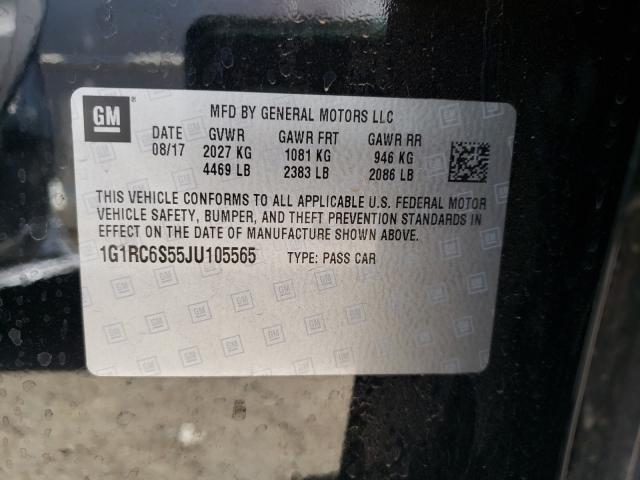 GM
MFD BY GENERAL MOTORS LLC
DATE GVWR GAWR FRT GAWR RR
08/17 2027 KG 1081 KG 946 KG
4469 LB 2383 LB 2086 LB
THIS VEHICLE CONFORMS TO ALL APPLICABLE U.S. FEDERAL MOTOR
VEHICLE SAFETY, BUMPER, AND THEFT PREVENTION STANDARDS IN
EFFECT ON THE DATE OF MANUFACTURE SHOWN ABOVE.
1G1RC6S55JU105565 TYPE: PASS CAR